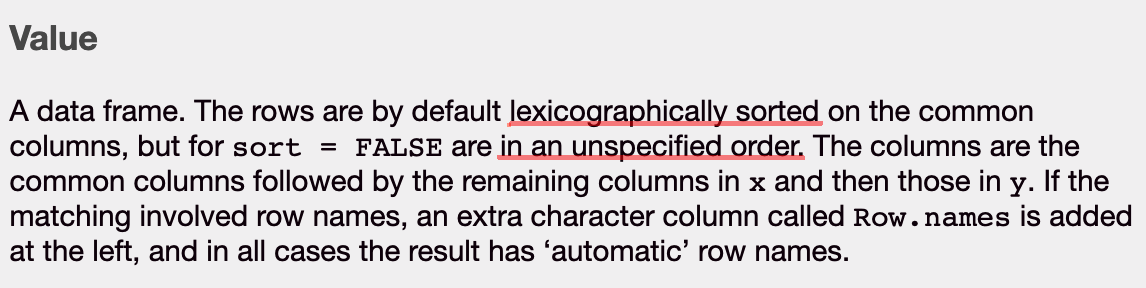 Value
A data frame. The rows are by default lexicographically sorted on the common
columns, but for sort = FALSE are in an unspecified order. The columns are the
common columns followed by the remaining columns in x and then those in y. If the
matching involved row names, an extra character column called Row.names is added
at the left, and in all cases the result has ‘automatic’ row names.